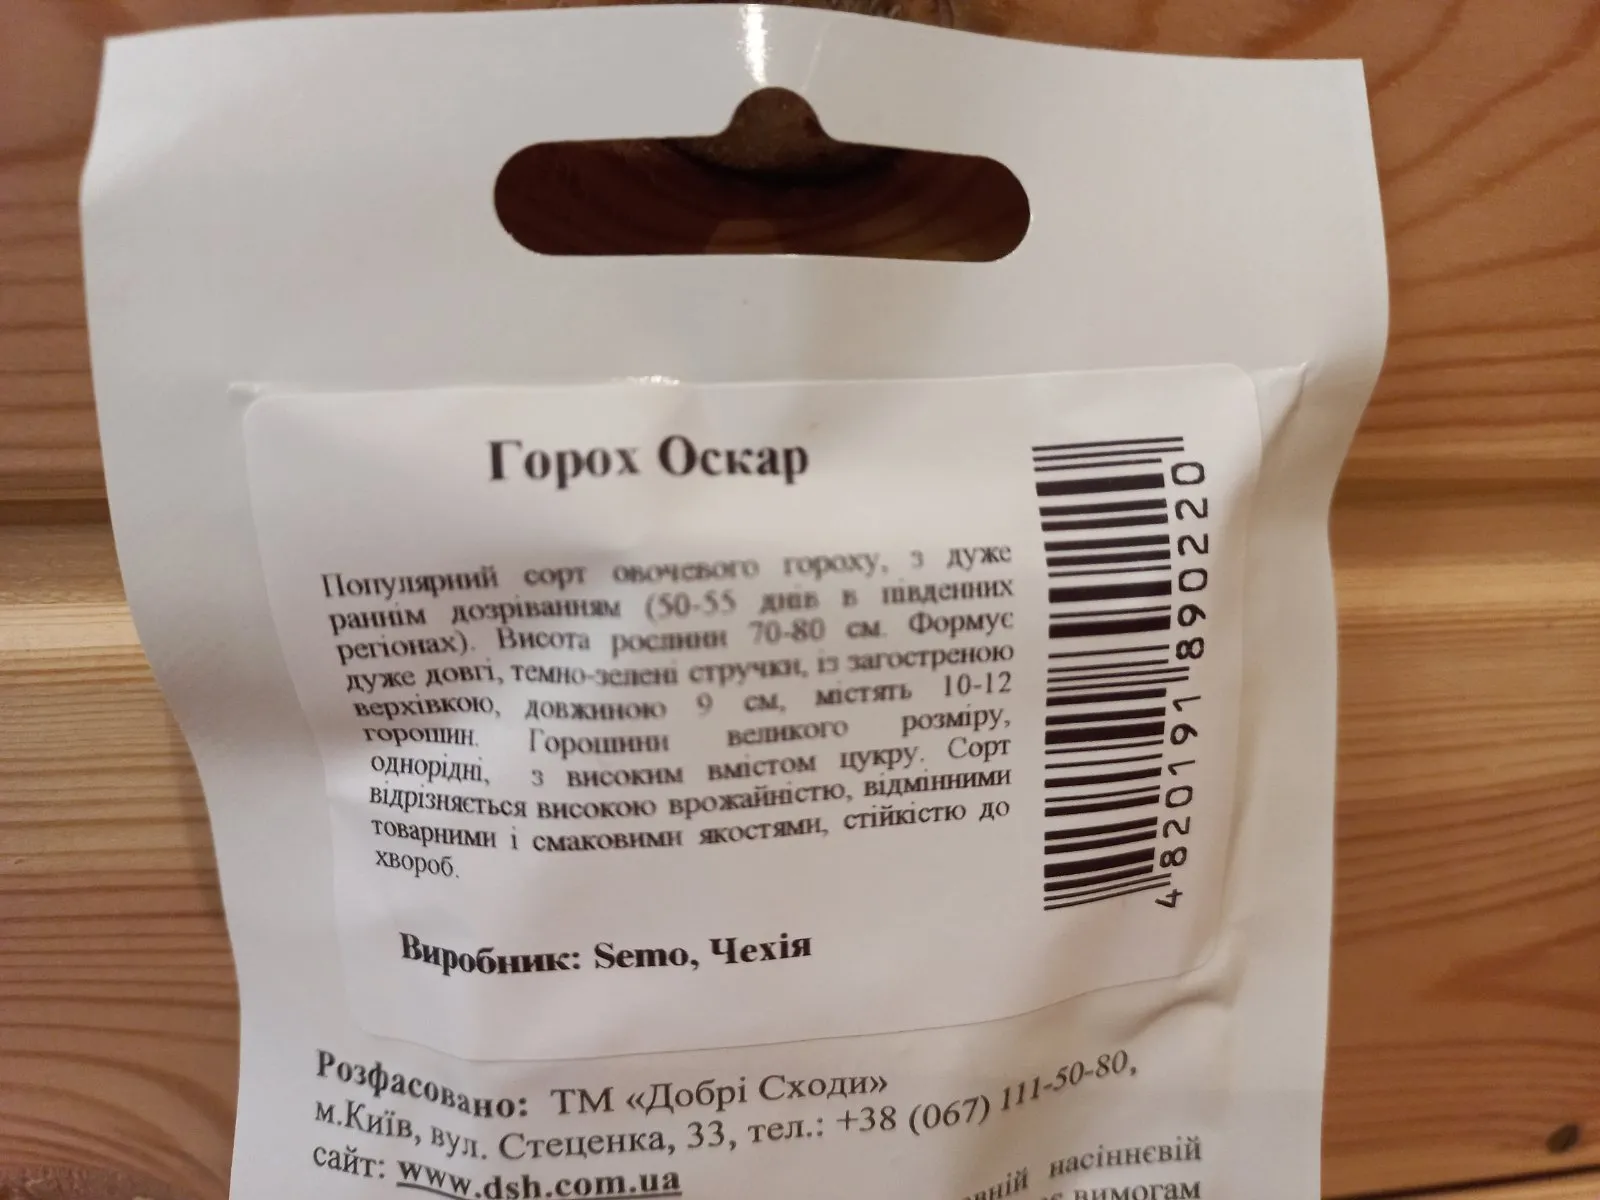 Горох Оскар
Популярний сорт овочевого гороху, з дуже
раннім дозріванням (50-55 днів в південних
регіонах). Висота рослини 70-80 см. Формує
дуже довгі, темно-зелені стручки, із загостреною
верхівкою, довжиною 9 см, містять 10-12
горошин. Горошини великого розміру,
однорідні, з високим вмістом цукру. Сорт
відрізняється високою врожайністю, відмінними
товарними і смаковими якостями, стійкістю до
хвороб.
Виробник: Semo, Чехія
4820191890220
Розфасовано: ТМ «Добрі Сходи»
м.Київ, вул. Стеценка, 33, тел.: +38 (067) 111-50-80,
сайт: www.dsh.com.ua
насіннєвій
вимогам